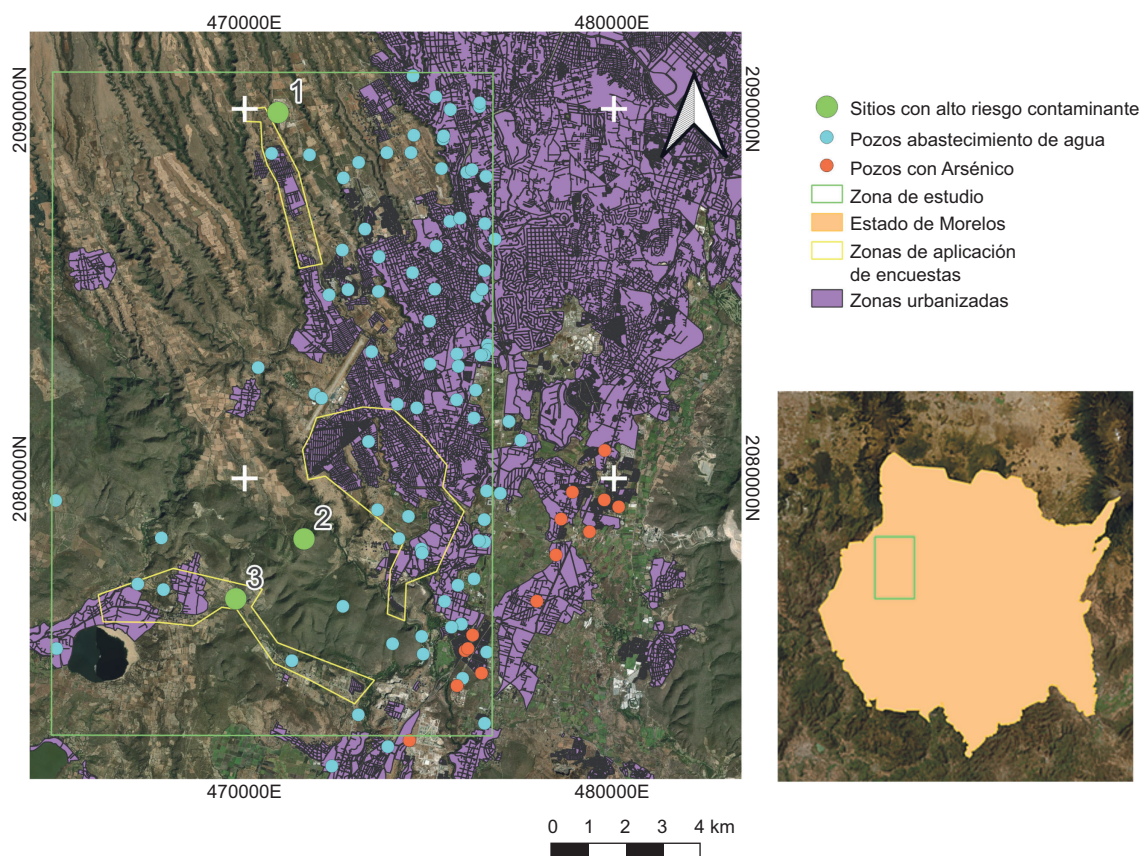 470000E
480000E
2090000N
2090000N
1
2080000N
2080000N
2
3
470000E
480000E
0 1 2 3 4 km
Sitios con alto riesgo contaminante
Pozos abastecimiento de agua
Pozos con Arsénico
Zona de estudio
Estado de Morelos
Zonas de aplicación
de encuestas
Zonas urbanizadas